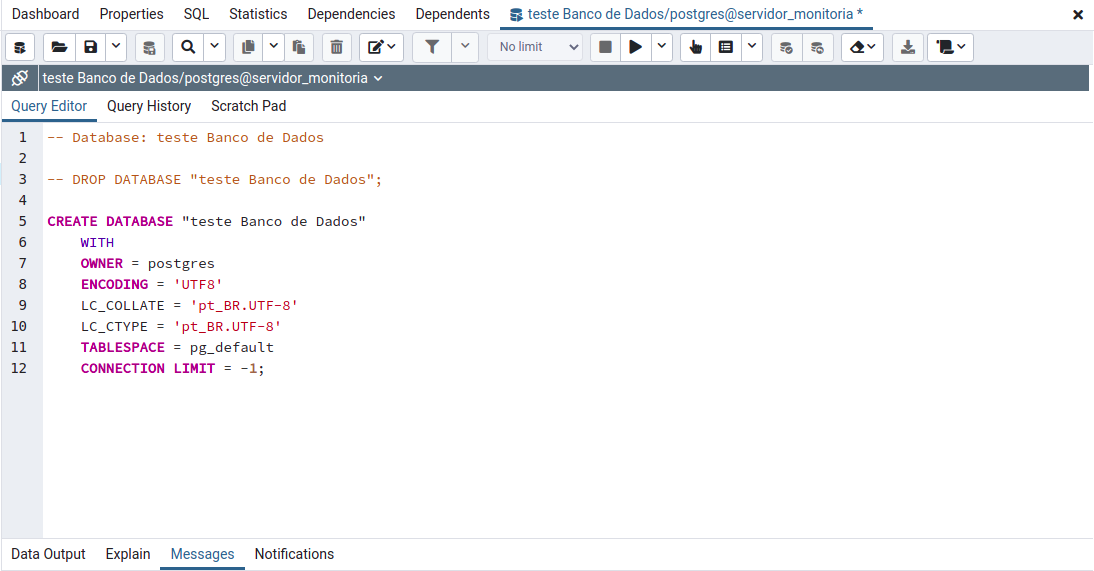 Dashboard Properties SQL Statistics Dependencies Dependents teste Banco de Dados/postgres@servidor_monitoria *
No limit
teste Banco de Dados/postgres@servidor_monitoria
Query Editor Query History Scratch Pad
1 -- Database: teste Banco de Dados
2
3 -- DROP DATABASE "teste Banco de Dados";
4
5 CREATE DATABASE "teste Banco de Dados"
6 WITH
7 OWNER = postgres
8 ENCODING = 'UTF8'
9 LC_COLLATE = 'pt_BR.UTF-8'
10 LC_CTYPE = 'pt_BR.UTF-8'
11 TABLESPACE = pg_default
12 CONNECTION LIMIT = -1;
Data Output Explain Messages Notifications